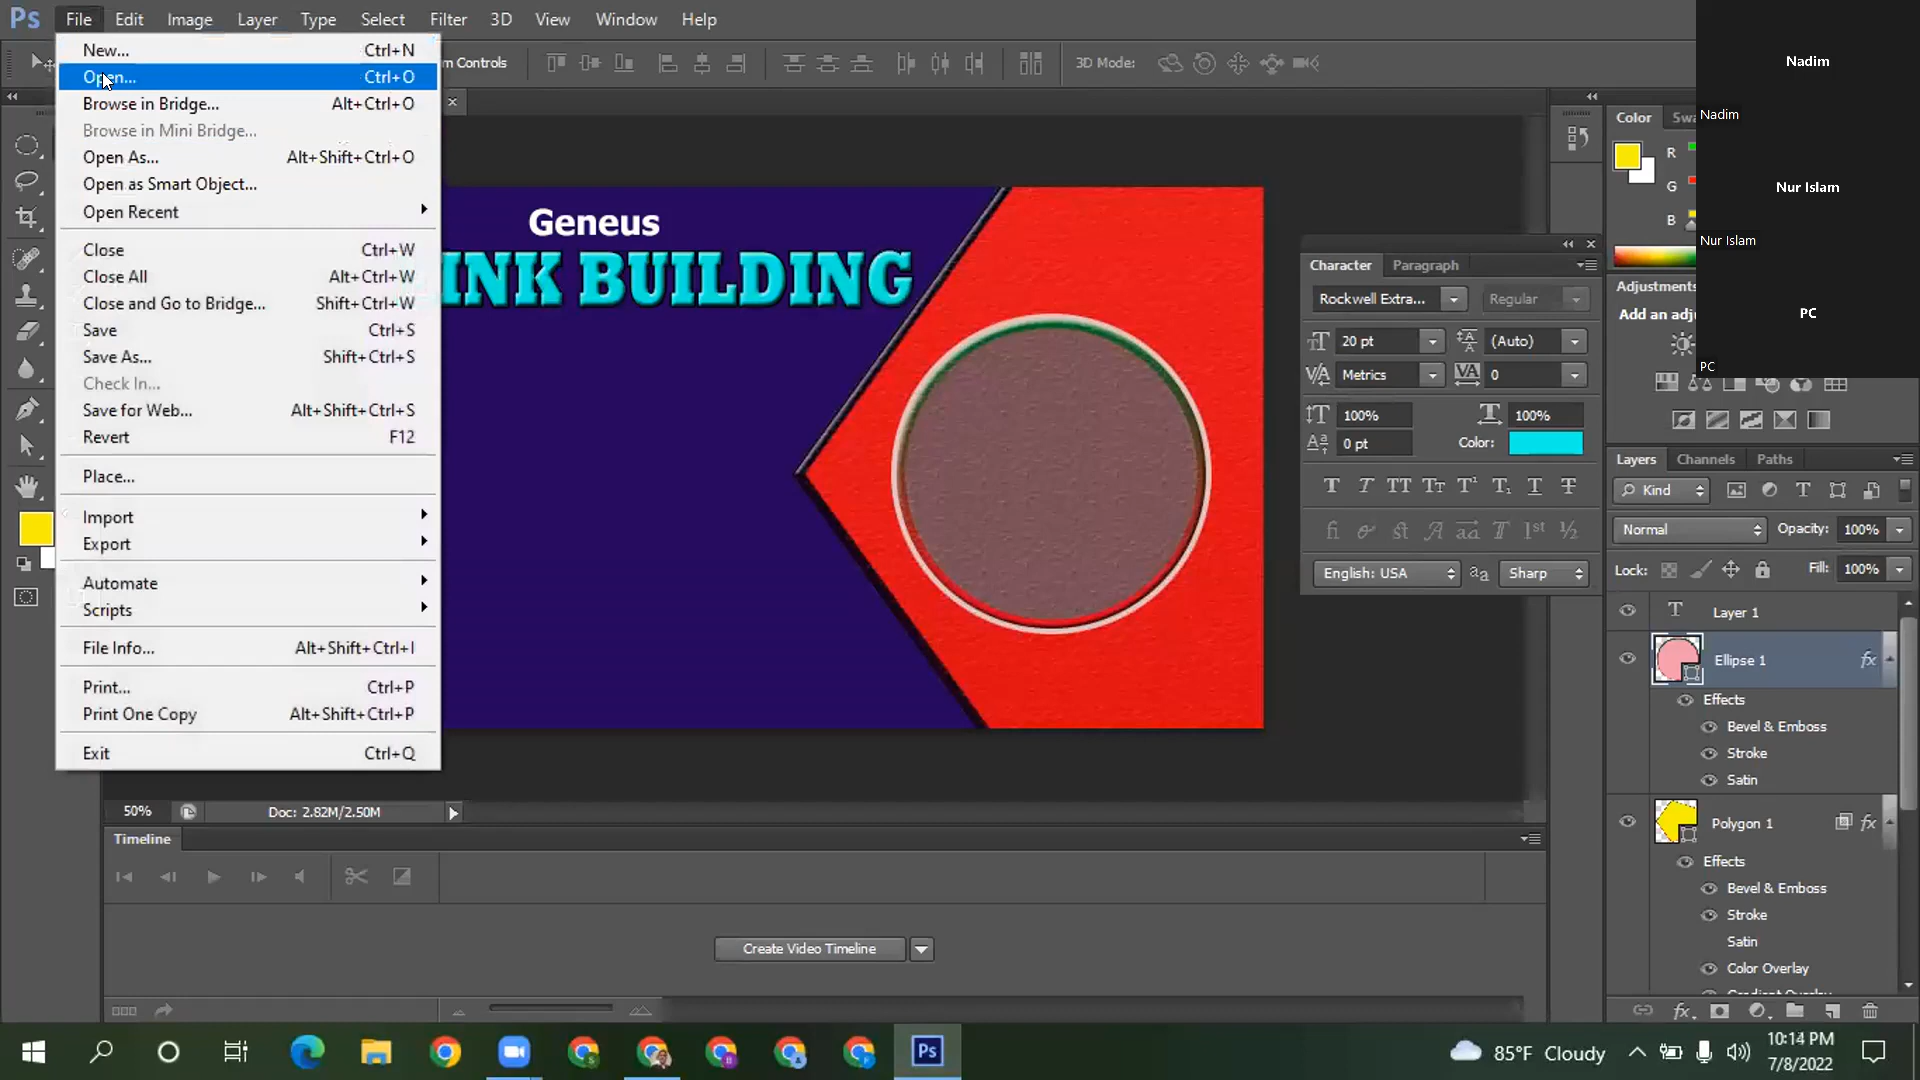 Ps File Edit Image Layer Type Select Filter 3D View Window Help
Nadim
Nadim
Nur Islam
Nur Islam
PC
PC
New... Ctrl+N
Open... Ctrl+O
Browse in Bridge... Alt+Ctrl+O
Browse in Mini Bridge...
Open As... Alt+Shift+Ctrl+O
Open as Smart Object...
Open Recent
Close Ctrl+W
Close All Alt+Ctrl+W
Close and Go to Bridge... Shift+Ctrl+W
Save Ctrl+S
Save As... Shift+Ctrl+S
Check In...
Save for Web... Alt+Shift+Ctrl+S
Revert F12
Place...
Import
Export
Automate
Scripts
File Info... Alt+Shift+Ctrl+I
Print... Ctrl+P
Print One Copy Alt+Shift+Ctrl+P
Exit Ctrl+Q
Controls
3D Mode:
Geneus
INK BUILDING
Character Paragraph
Rockwell Extra... Regular
20 pt (Auto)
Metrics 0
100% 100%
0 pt Color:
English: USA Sharp
Color
R
G
B
Adjustments
Layers Channels Paths
Kind
Normal Opacity: 100%
Lock: Fill: 100%
Layer 1
Ellipse 1 fx
Effects
Bevel & Emboss
Stroke
Satin
Polygon 1 fx
Effects
Bevel & Emboss
Stroke
Satin
Color Overlay
50% Doc: 2.82M/2.50M
Timeline
Create Video Timeline
Ps
85°F Cloudy
10:14 PM
7/8/2022